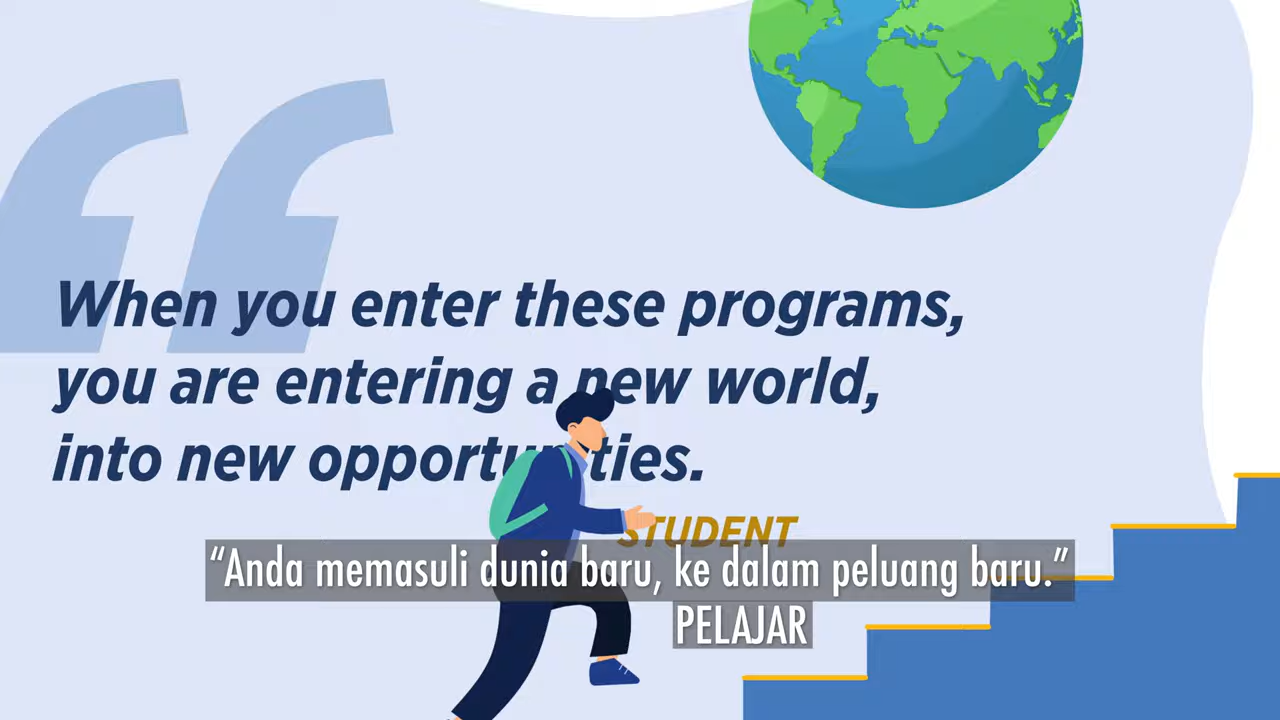 “
When you enter these programs,
you are entering a new world,
into new opportunities.
STUDENT
“Anda memasuli dunia baru, ke dalam peluang baru.”
PELAJAR